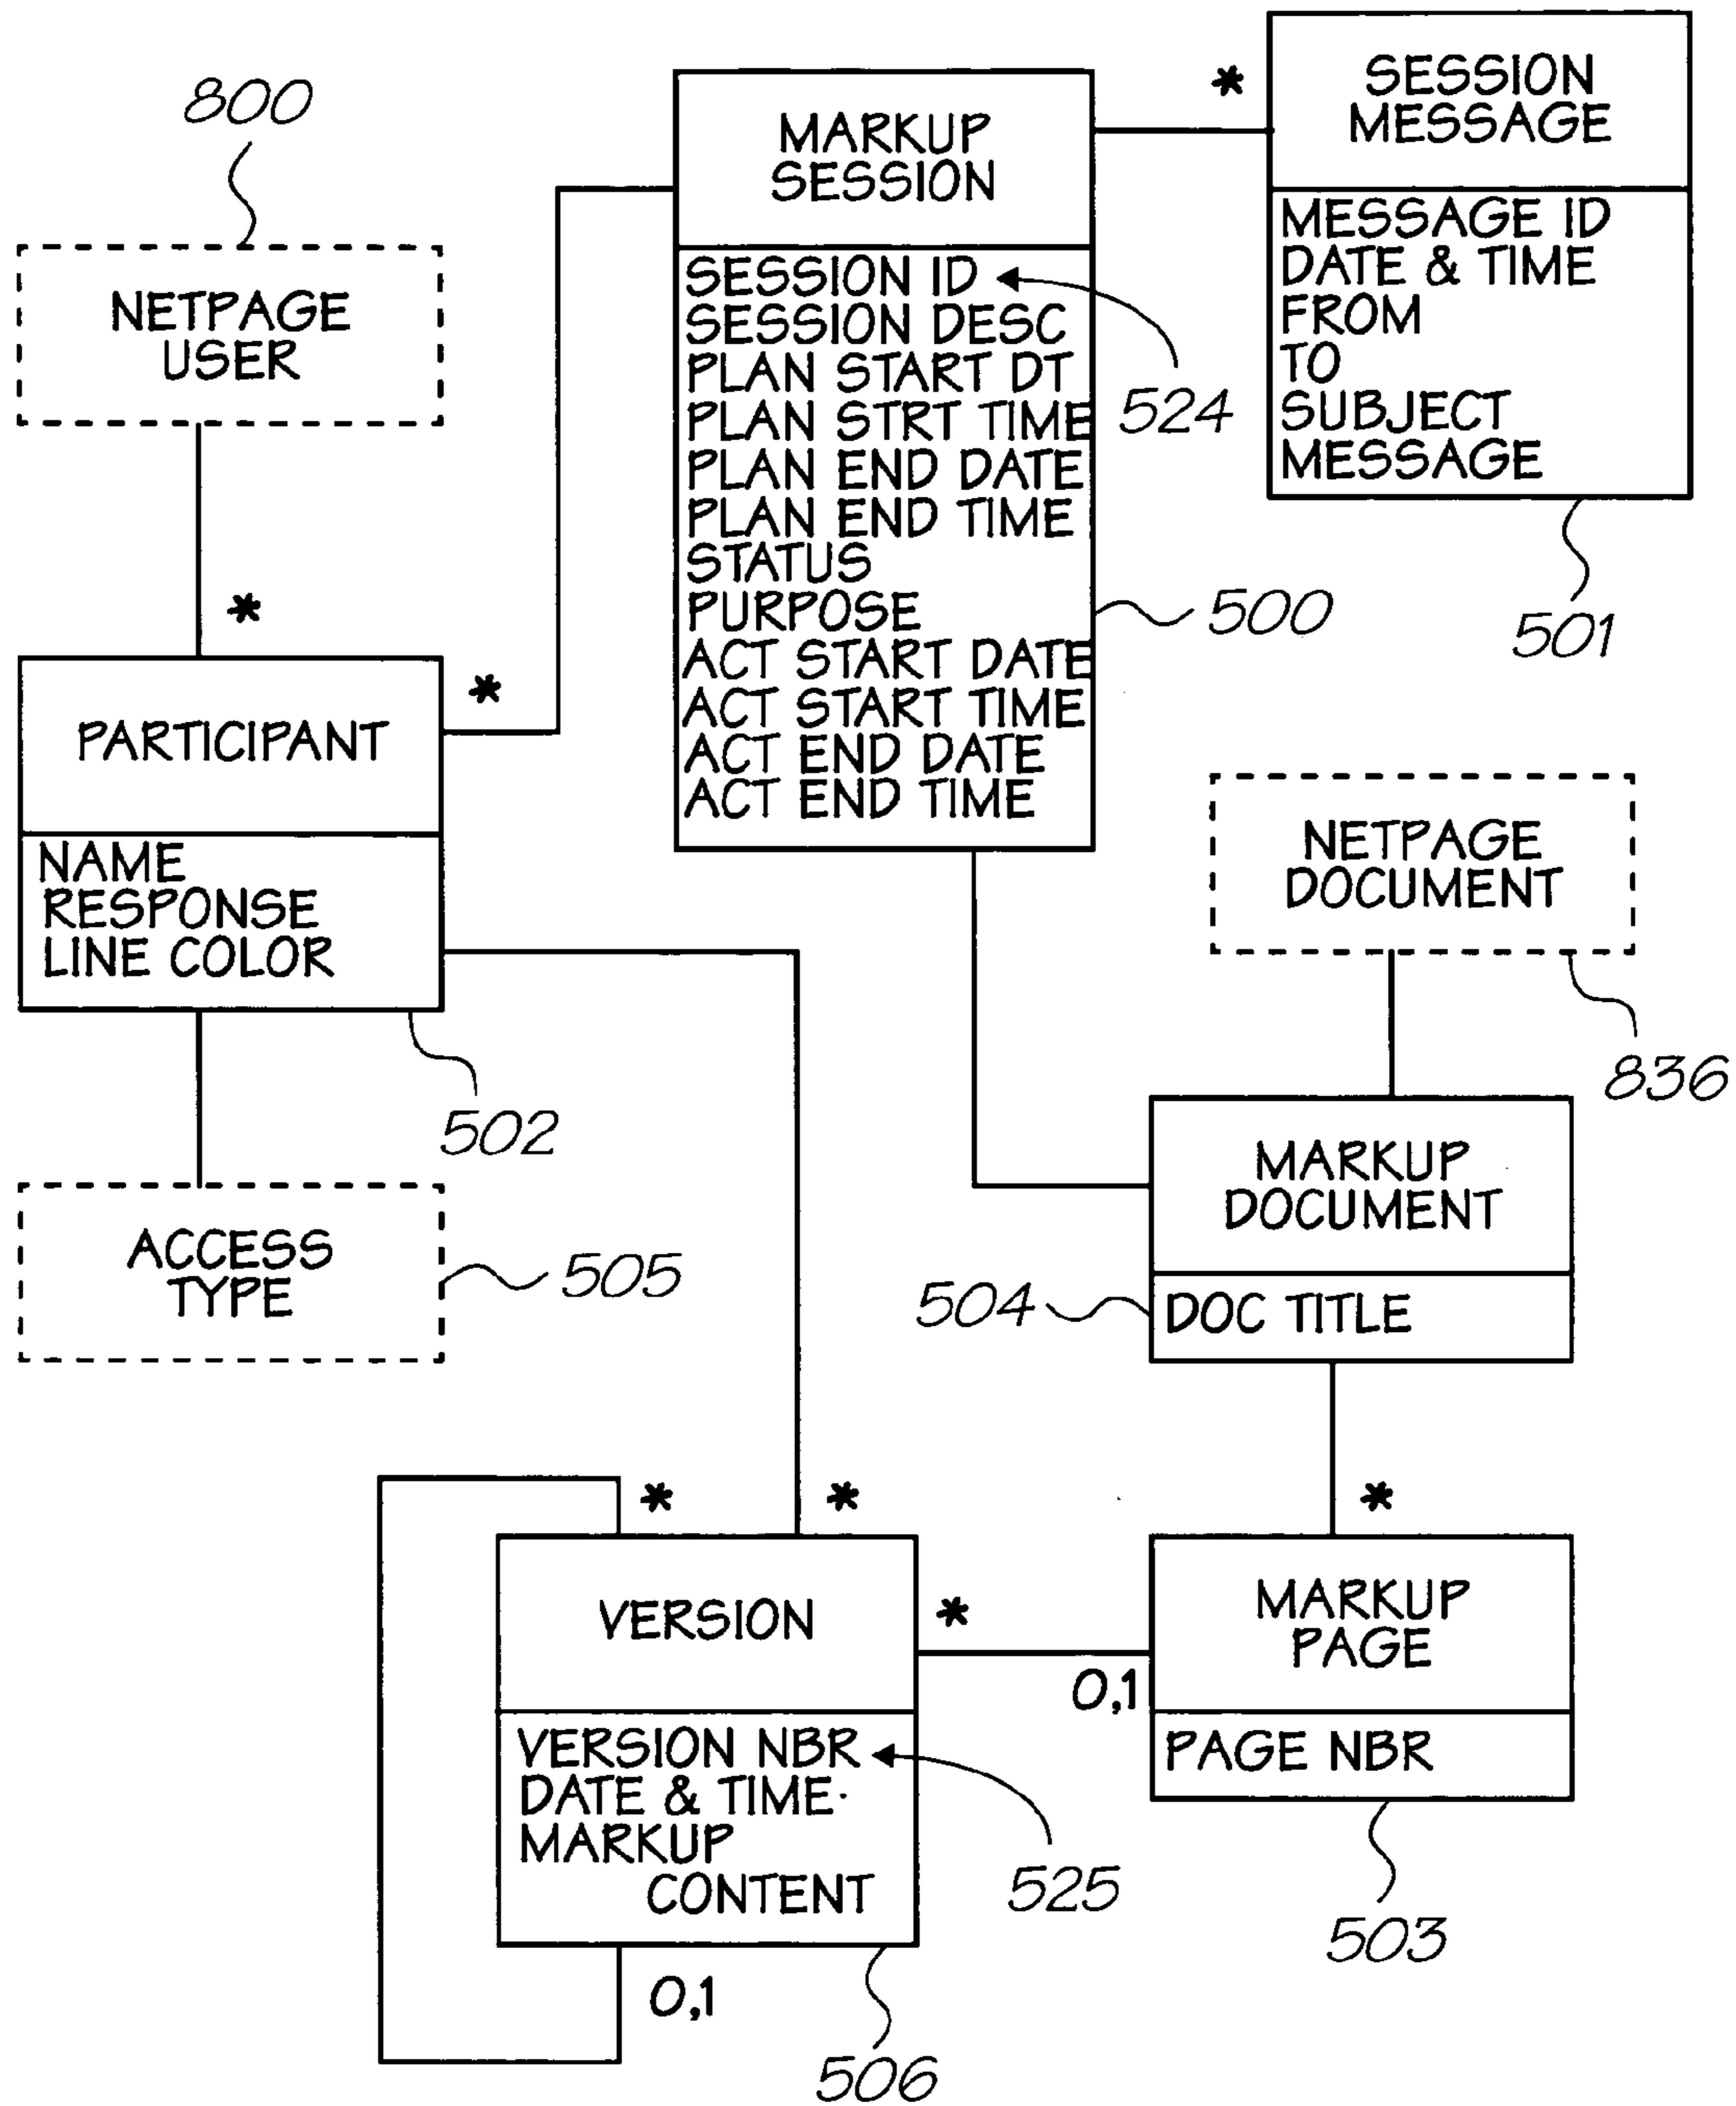 800
NETPAGE
USER
*
MARKUP
SESSION
SESSION ID
SESSION DESC
PLAN START DT
PLAN STRT TIME
PLAN END DATE
PLAN END TIME
STATUS
PURPOSE
ACT START DATE
ACT START TIME
ACT END DATE
ACT END TIME
524
500
*
SESSION
MESSAGE
MESSAGE ID
DATE & TIME
FROM
TO
SUBJECT
MESSAGE
501
*
PARTICIPANT
NAME
RESPONSE
LINE COLOR
502
ACCESS
TYPE
505
NETPAGE
DOCUMENT
836
MARKUP
DOCUMENT
DOC TITLE
504
*
*
*
VERSION
VERSION NBR
DATE & TIME
MARKUP
CONTENT
525
0,1
506
*
0,1
MARKUP
PAGE
PAGE NBR
503